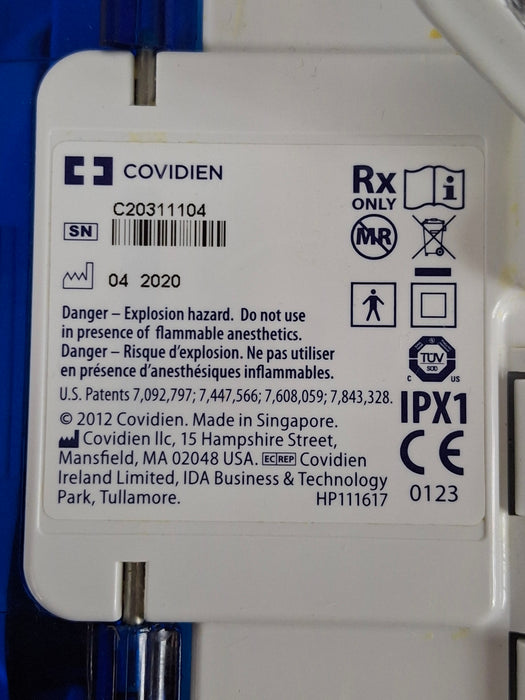 COVIDIEN
Rx
ONLY
i
C20311104
SN
MR
04 2020
Danger – Explosion hazard. Do not use
in presence of flammable anesthetics.
Danger – Risque d'explosion. Ne pas utiliser
en présence d'anesthésiques inflammables.
TÜV
SÜD
C US
U.S. Patents 7,092,797; 7,447,566; 7,608,059; 7,843,328.
IPX1
© 2012 Covidien. Made in Singapore.
Covidien llc, 15 Hampshire Street,
Mansfield, MA 02048 USA. EC REP Covidien
Ireland Limited, IDA Business & Technology
Park, Tullamore. HP111617
CE
0123